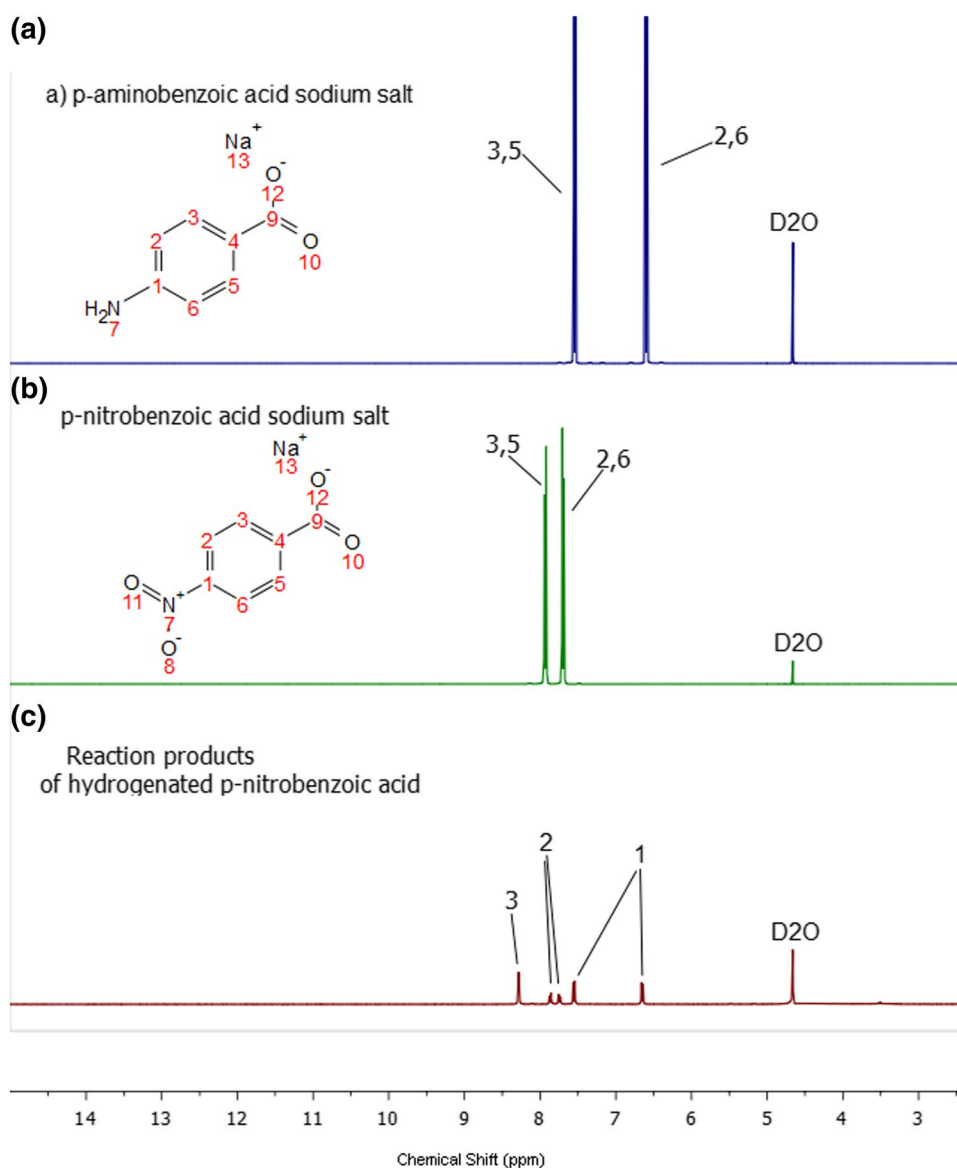 (a)
a) p-aminobenzoic acid sodium salt
Na+
13
O-
12
3
9
2
4
O
10
1
5
H2N
6
7
3,5
2,6
D2O
(b)
p-nitrobenzoic acid sodium salt
Na+
13
O-
12
3
9
2
4
O
10
O
1
5
11
N+
6
7
O-
8
3,5
2,6
D2O
(c)
Reaction products
of hydrogenated p-nitrobenzoic acid
3
2
1
D2O
14 13 12 11 10 9 8 7 6 5 4 3
Chemical Shift (ppm)